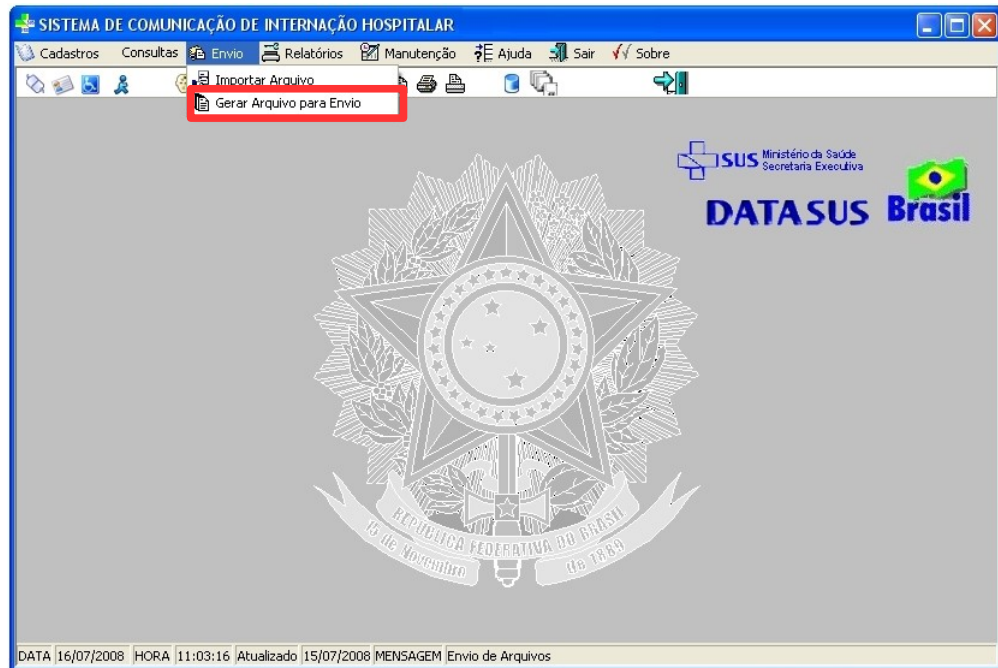 SISTEMA DE COMUNICAÇÃO DE INTERNAÇÃO HOSPITALAR
Cadastros Consultas Envio Relatórios Manutenção Ajuda Sair Sobre
Importar Arquivo
Gerar Arquivo para Envio
SUS Ministério da Saúde
Secretaria Executiva
DATASUS Brasil
REPÚBLICA FEDERATIVA DO BRASIL
15 de Novembro de 1889
DATA 16/07/2008 HORA 11:03:16 Atualizado 15/07/2008 MENSAGEM Envio de Arquivos